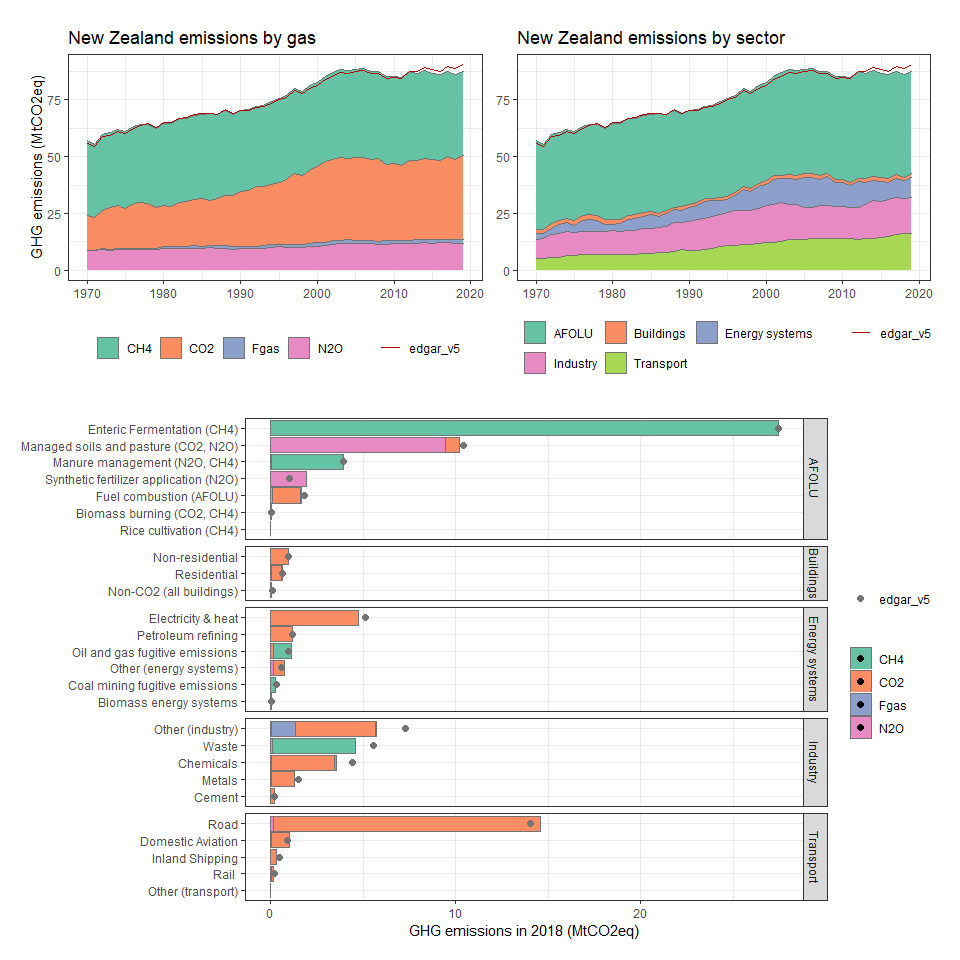 New Zealand emissions by gas
GHG emissions (MtCO2eq)
75
50
25
0
1970 1980 1990 2000 2010 2020
CH4 CO2 Fgas N2O edgar_v5
New Zealand emissions by sector
75
50
25
0
1970 1980 1990 2000 2010 2020
AFOLU Buildings Energy systems edgar_v5
Industry Transport
Enteric Fermentation (CH4)
Managed soils and pasture (CO2, N2O)
Manure management (N2O, CH4)
Synthetic fertilizer application (N2O)
Fuel combustion (AFOLU)
Biomass burning (CO2, CH4)
Rice cultivation (CH4)
AFOLU
Non-residential
Residential
Non-CO2 (all buildings)
Buildings
Electricity & heat
Petroleum refining
Oil and gas fugitive emissions
Other (energy systems)
Coal mining fugitive emissions
Biomass energy systems
Energy systems
Other (industry)
Waste
Chemicals
Metals
Cement
Industry
Road
Domestic Aviation
Inland Shipping
Rail
Other (transport)
Transport
0 10 20
GHG emissions in 2018 (MtCO2eq)
edgar_v5
CH4
CO2
Fgas
N2O